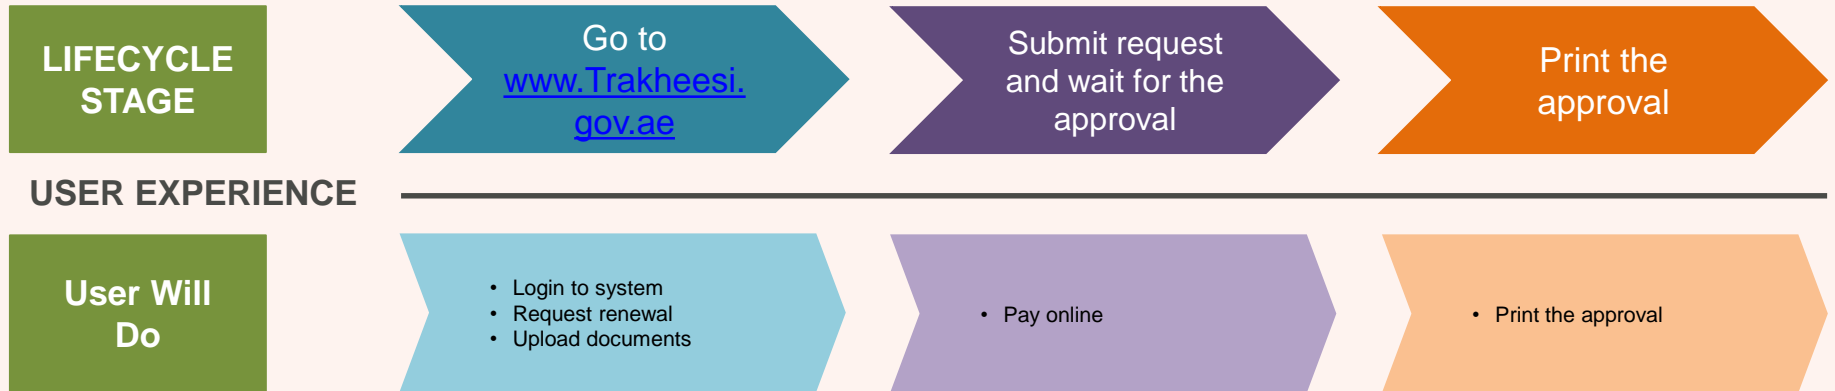 LIFECYCLE
STAGE
Go to
www.Trakheesi.
gov.ae
Submit request
and wait for the
approval
Print the
approval
USER EXPERIENCE
User Will
Do
• Login to system
• Request renewal
• Upload documents
• Pay online
• Print the approval